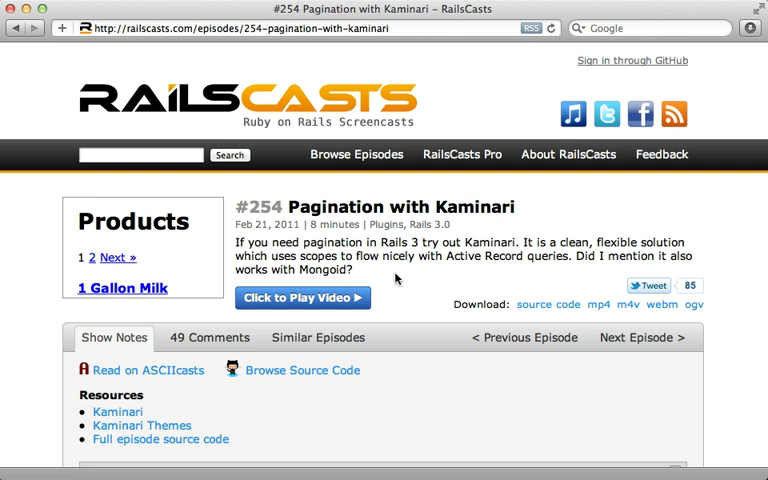 #254 Pagination with Kaminari – RailsCasts
http://railscasts.com/episodes/254-pagination-with-kaminari RSS Google
Sign in through GitHub
RAILSCASTS
Ruby on Rails Screencasts
Search Browse Episodes RailsCasts Pro About RailsCasts Feedback
Products
1 2 Next »
1 Gallon Milk
#254 Pagination with Kaminari
Feb 21, 2011 | 8 minutes | Plugins, Rails 3.0
If you need pagination in Rails 3 try out Kaminari. It is a clean, flexible solution
which uses scopes to flow nicely with Active Record queries. Did I mention it also
works with Mongoid?
Tweet 85
Click to Play Video
Download: source code mp4 m4v webm ogv
Show Notes 49 Comments Similar Episodes < Previous Episode Next Episode >
Read on ASCIIcasts Browse Source Code
Resources
• Kaminari
• Kaminari Themes
• Full episode source code